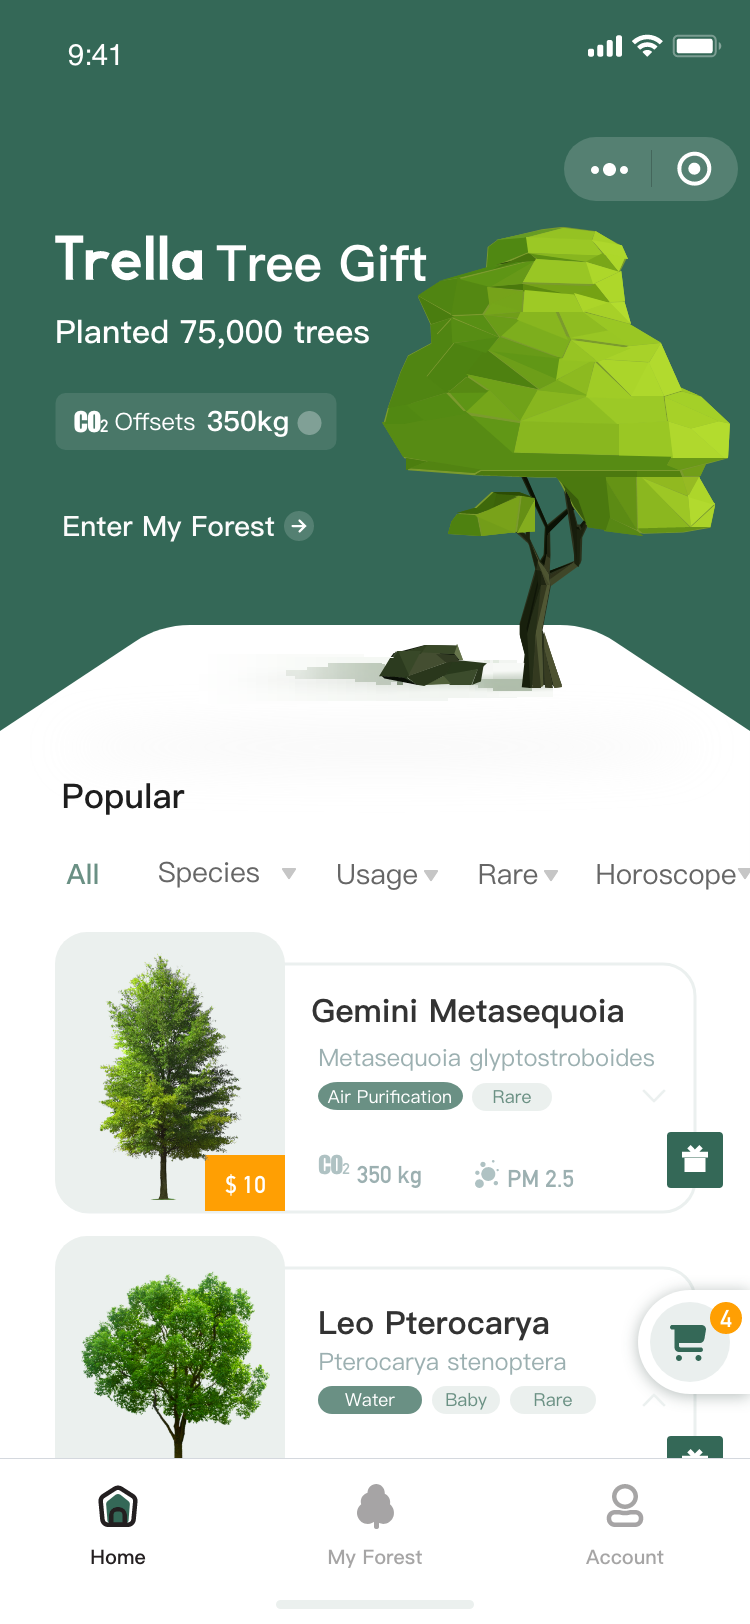 9:41
Trella Tree Gift
Planted 75,000 trees
CO2 Offsets 350kg
Enter My Forest
Popular
All Species Usage Rare Horoscope
Gemini Metasequoia
Metasequoia glyptostroboides
Air Purification Rare
CO2 350 kg PM 2.5
$ 10
Leo Pterocarya
4
Pterocarya stenoptera
Water Baby Rare
Home My Forest Account